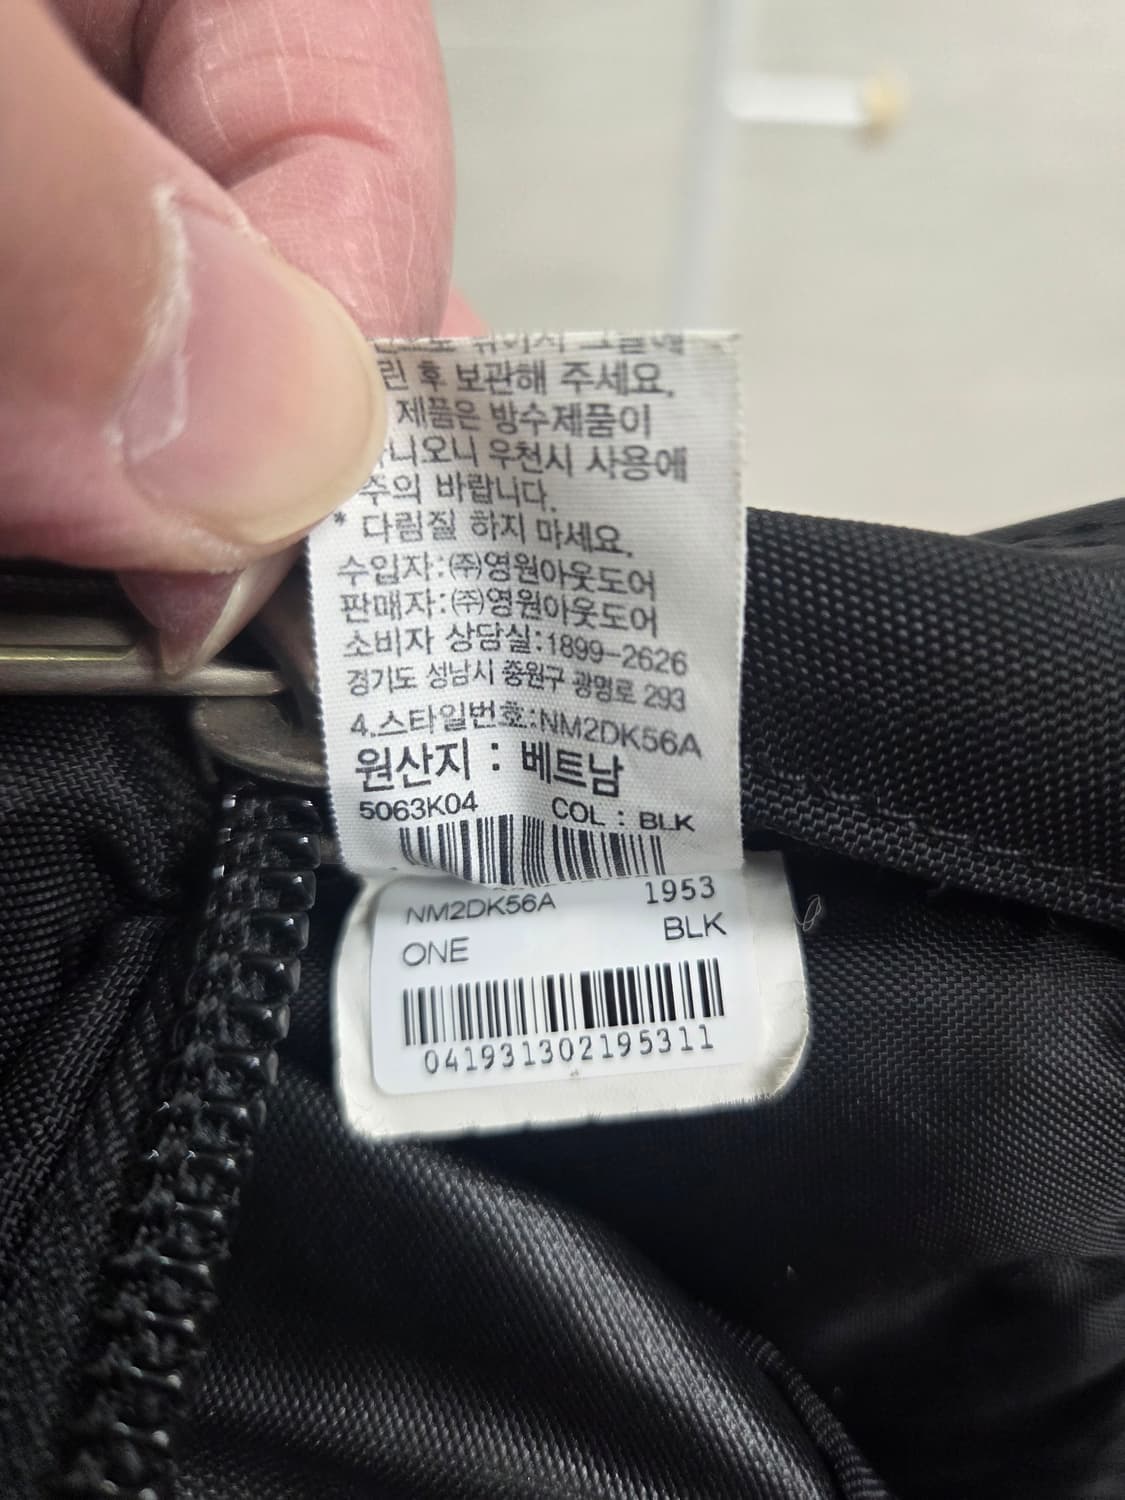 린 후 보관해 주세요.
제품은 방수제품이
니오니 우천시 사용에
주의 바랍니다.
* 다림질 하지 마세요.
수입자:㈜영원아웃도어
판매자:㈜영원아웃도어
소비자 상담실:1899-2626
경기도 성남시 중원구 광명로 293
4.스타일번호:NM2DK56A
원산지 : 베트남
5063K04 COL : BLK
NM2DK56A 1953
ONE BLK
041931302195311